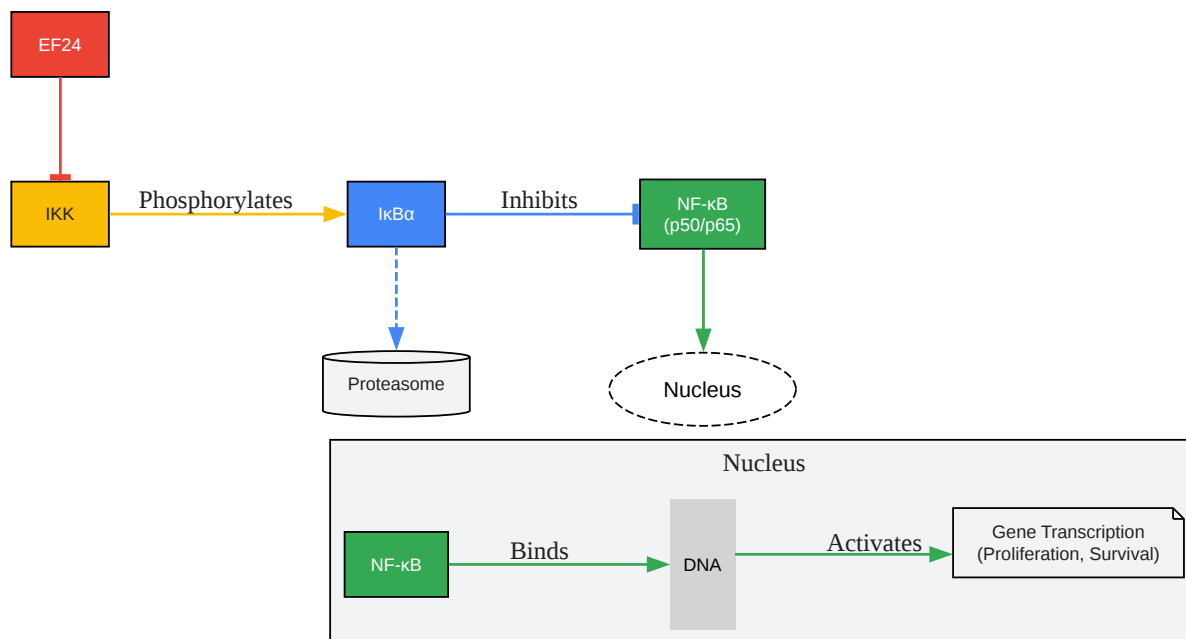 EF24
IKK
Phosphorylates
IκBα
Inhibits
NF-κB
(p50/p65)
Proteasome
Nucleus
Nucleus
NF-κB
Binds
DNA
Activates
Gene Transcription
(Proliferation, Survival)